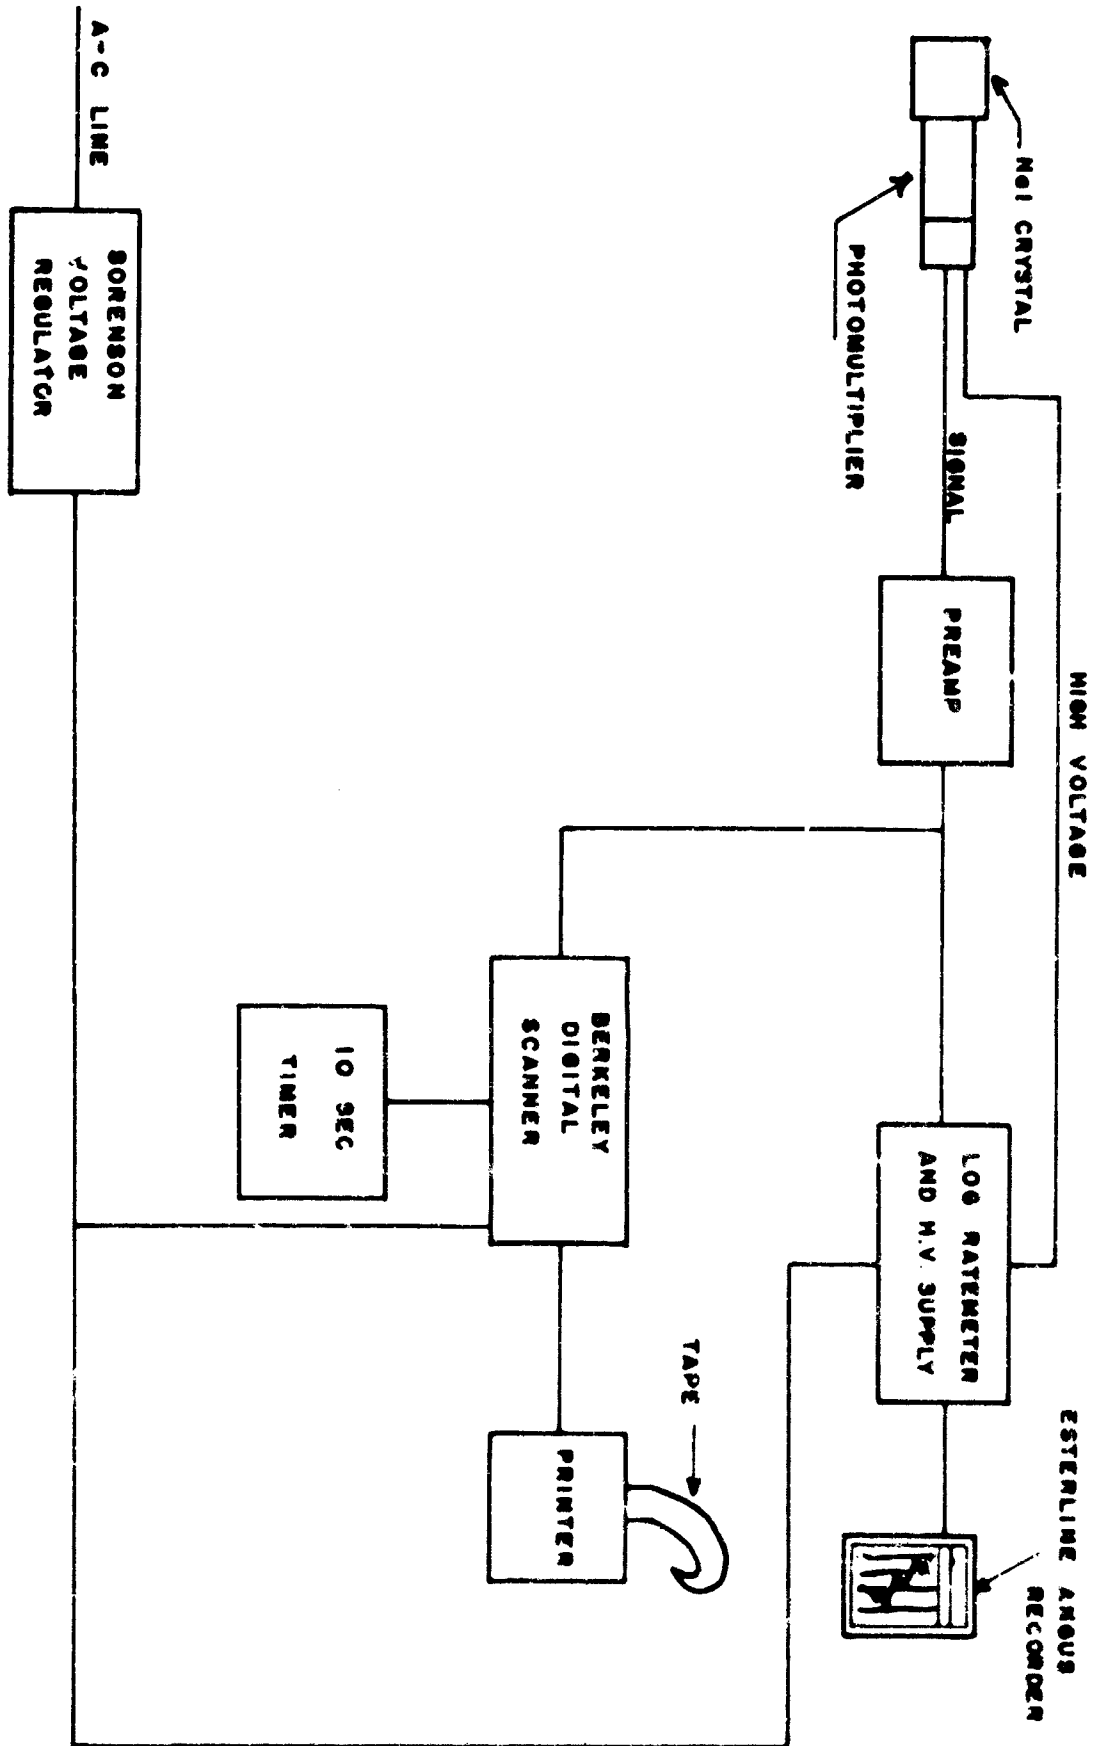 NaI CRYSTAL
PHOTOMULTIPLIER
SIGNAL
PREAMP
HIGH VOLTAGE
LOG RATEMETER
AND H.V. SUPPLY
ESTERLINE ANGUS
RECORDER
BERKELEY
DIGITAL
SCANNER
10 SEC
TIMER
TAPE
PRINTER
A-C LINE
SORENSON
VOLTAGE
REGULATOR